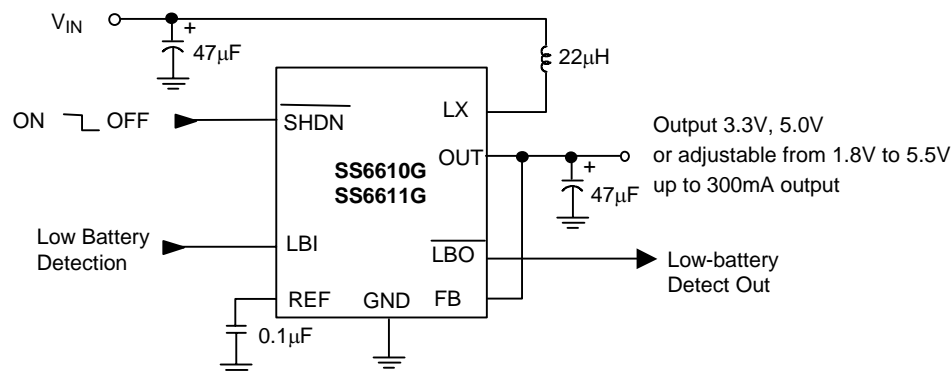 VIN
47μF
22μH
ON OFF
SHDN
LX
OUT
SS6610G
SS6611G
Output 3.3V, 5.0V
or adjustable from 1.8V to 5.5V
up to 300mA output
47μF
Low Battery
Detection
LBI
LBO
Low-battery
Detect Out
REF
GND
FB
0.1μF
+
+